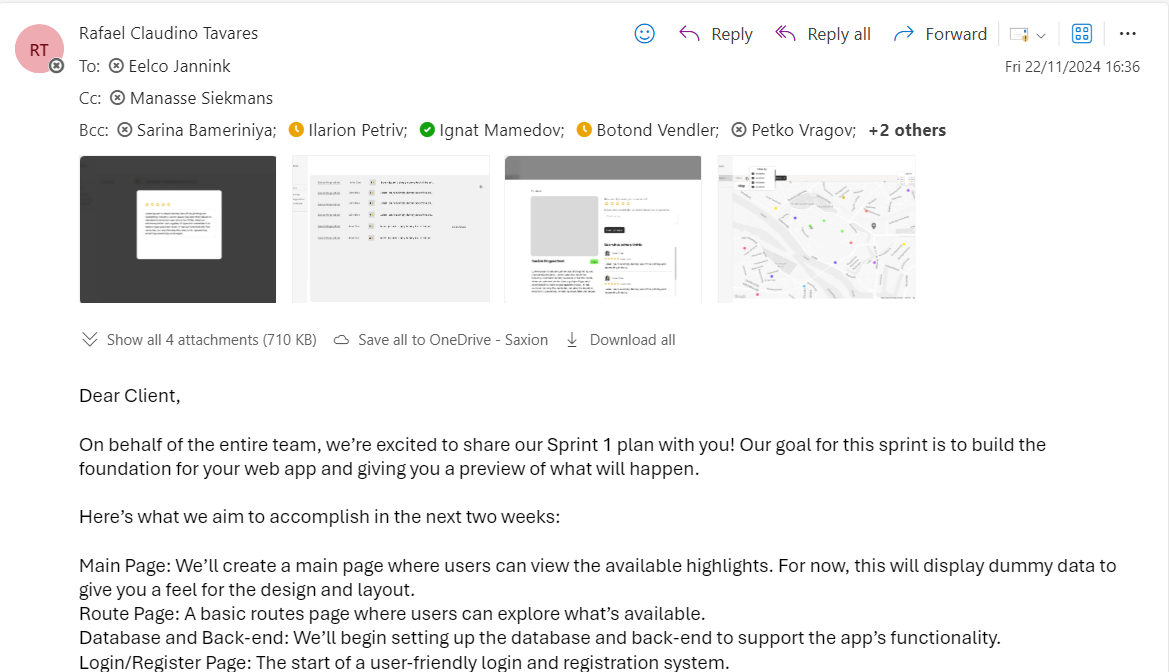 Rafael Claudino Tavares
Reply Reply all Forward
RT
To: Eelco Jannink
Fri 22/11/2024 16:36
Cc: Manasse Siekmans
Bcc: Sarina Bameriniya; Ilarion Petriv; Ignat Mamedov; Botond Vendler; Petko Vragov; +2 others
Show all 4 attachments (710 KB) Save all to OneDrive - Saxion Download all
Dear Client,
On behalf of the entire team, we’re excited to share our Sprint 1 plan with you! Our goal for this sprint is to build the
foundation for your web app and giving you a preview of what will happen.
Here’s what we aim to accomplish in the next two weeks:
Main Page: We’ll create a main page where users can view the available highlights. For now, this will display dummy data to
give you a feel for the design and layout.
Route Page: A basic routes page where users can explore what’s available.
Database and Back-end: We’ll begin setting up the database and back-end to support the app’s functionality.
Login/Register Page: The start of a user-friendly login and registration system.